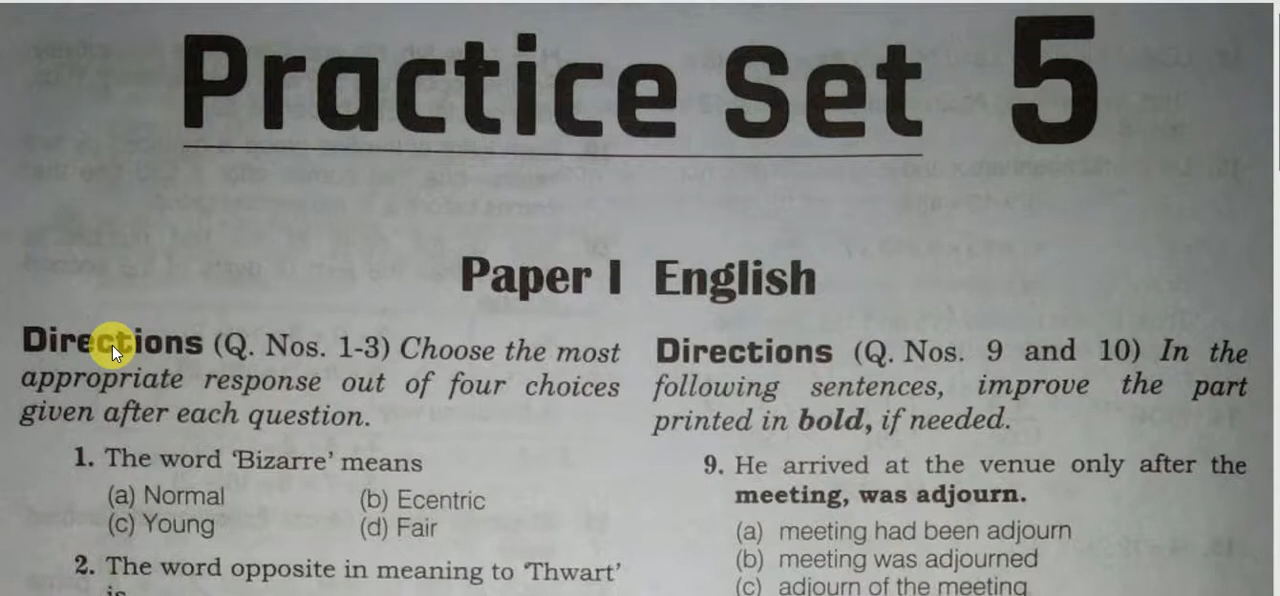 Practice Set 5
Paper I English
Directions (Q. Nos. 1-3) Choose the most
appropriate response out of four choices
given after each question.
1. The word ‘Bizarre’ means
(a) Normal (b) Ecentric
(c) Young (d) Fair
2. The word opposite in meaning to ‘Thwart’
is
Directions (Q. Nos. 9 and 10) In the
following sentences, improve the part
printed in bold, if needed.
9. He arrived at the venue only after the
meeting, was adjourn.
(a) meeting had been adjourn
(b) meeting was adjourned
(c) adjourn of the meeting